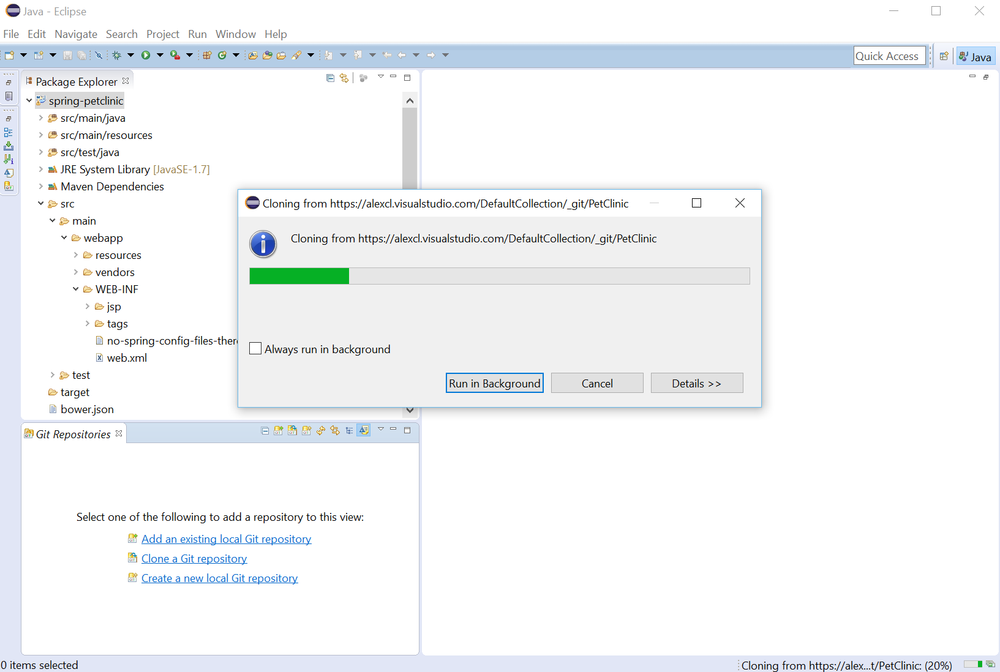 Java - Eclipse
File Edit Navigate Search Project Run Window Help
Quick Access
Java
Package Explorer
spring-petclinic
src/main/java
src/main/resources
src/test/java
JRE System Library [JavaSE-1.7]
Maven Dependencies
src
main
webapp
resources
vendors
WEB-INF
jsp
tags
no-spring-config-files-there
web.xml
test
target
bower.json
Cloning from https://alexcl.visualstudio.com/DefaultCollection/_git/PetClinic
Cloning from https://alexcl.visualstudio.com/DefaultCollection/_git/PetClinic
Always run in background
Run in Background Cancel Details >>
Git Repositories
Select one of the following to add a repository to this view:
Add an existing local Git repository
Clone a Git repository
Create a new local Git repository
0 items selected
Cloning from https://alex...t/PetClinic: (20%)